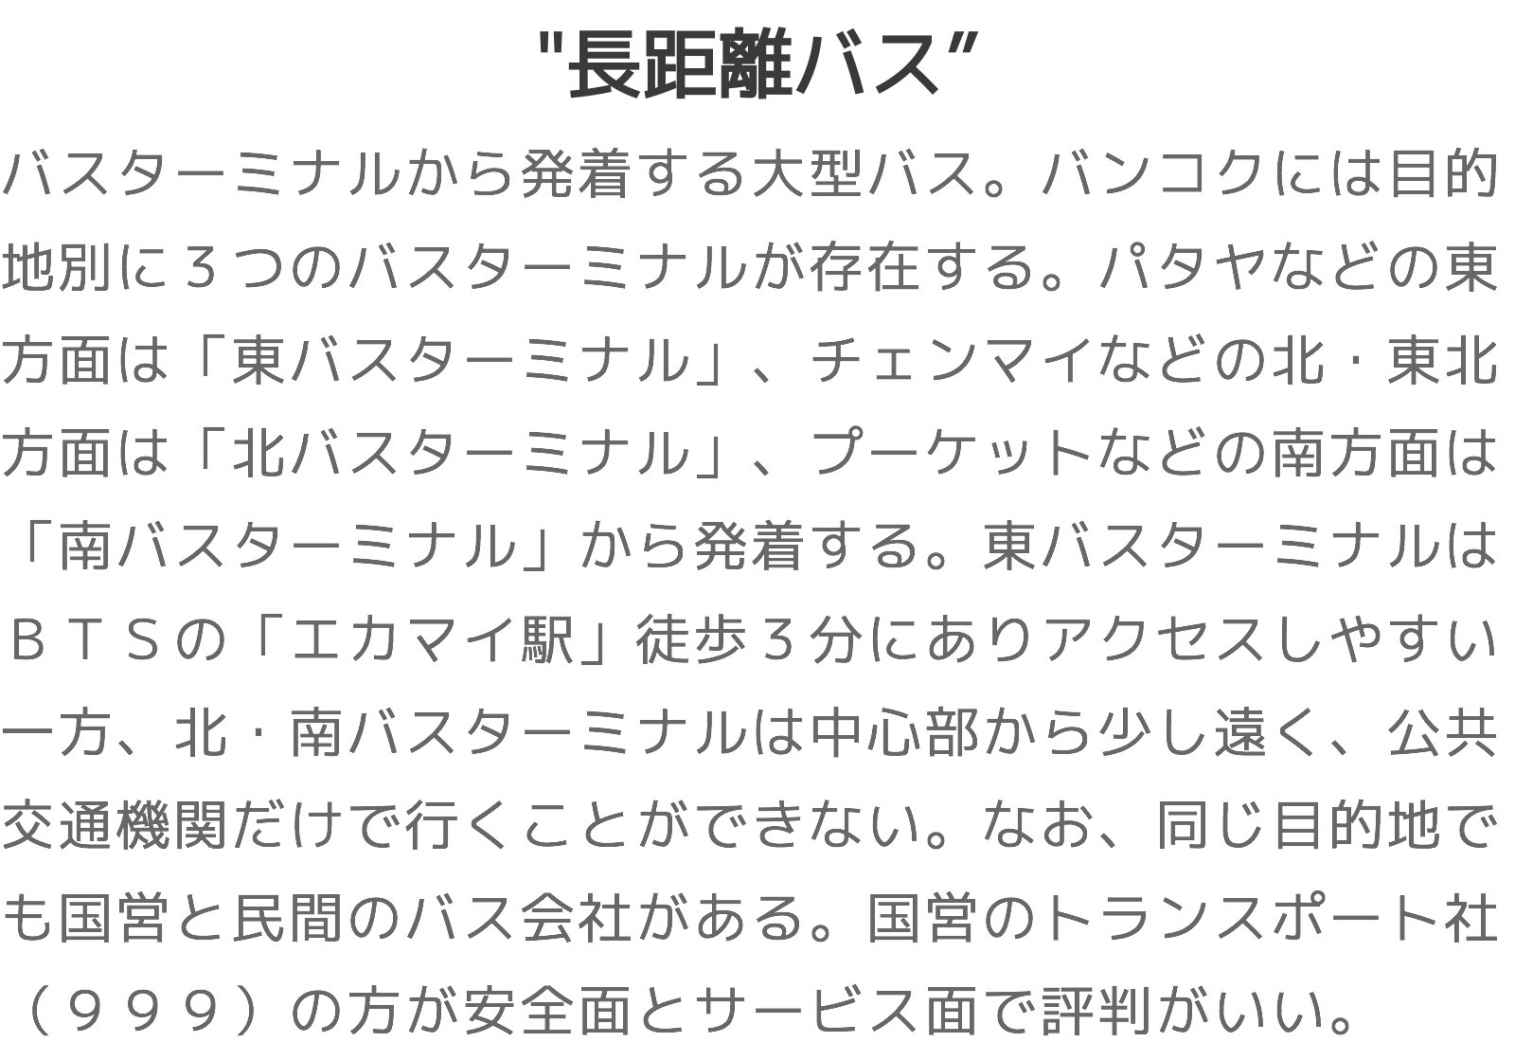 "長距離バス”
バスターミナルから発着する大型バス。バンコクには目的
地別に３つのバスターミナルが存在する。パタヤなどの東
方面は「東バスターミナル」、チェンマイなどの北・東北
方面は「北バスターミナル」、プーケットなどの南方面は
「南バスターミナル」から発着する。東バスターミナルは
ＢＴＳの「エカマイ駅」徒歩３分にありアクセスしやすい
一方、北・南バスターミナルは中心部から少し遠く、公共
交通機関だけで行くことができない。なお、同じ目的地で
も国営と民間のバス会社がある。国営のトランスポート社
（９９９）の方が安全面とサービス面で評判がいい。